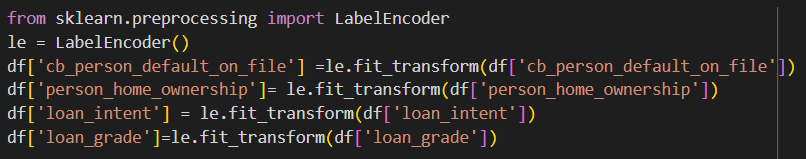 from sklearn.preprocessing import LabelEncoder
le = LabelEncoder()
df['cb_person_default_on_file'] =le.fit_transform(df['cb_person_default_on_file'])
df['person_home_ownership']= le.fit_transform(df['person_home_ownership'])
df['loan_intent'] = le.fit_transform(df['loan_intent'])
df['loan_grade']=le.fit_transform(df['loan_grade'])